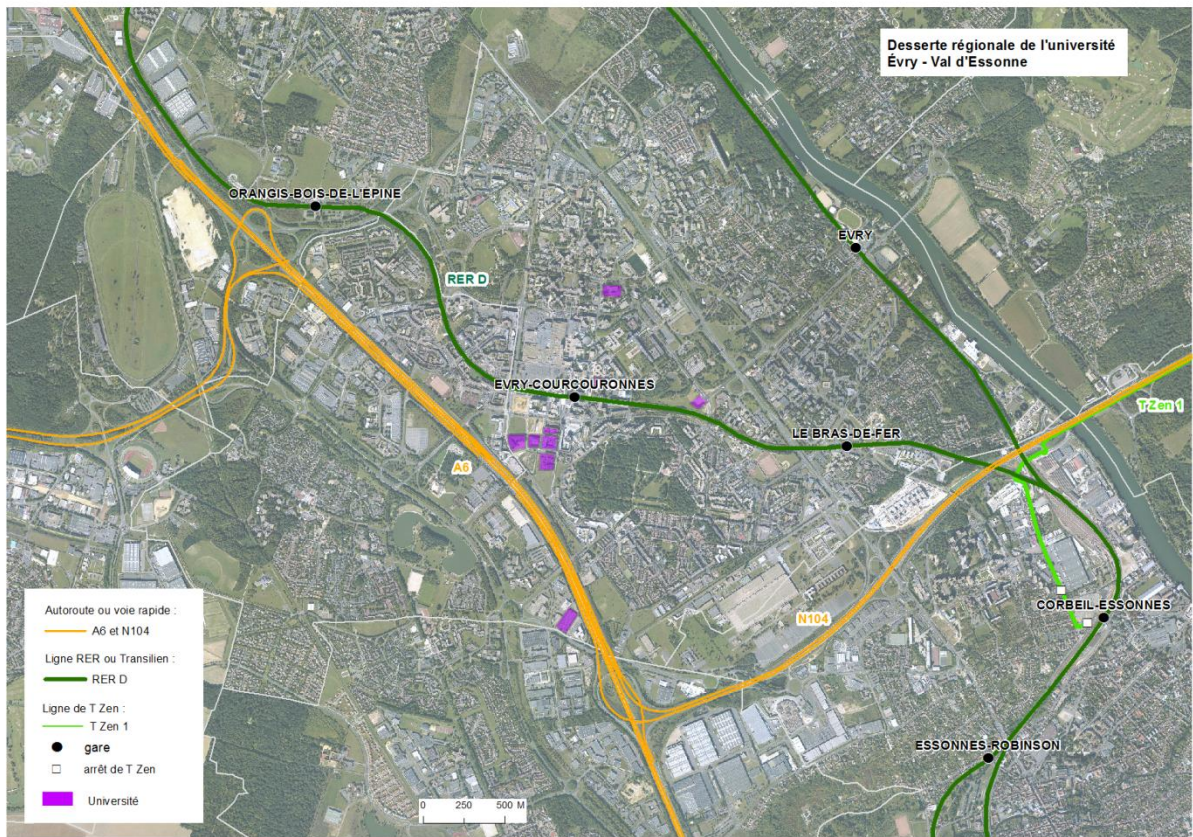 Desserte régionale de l'université
Évry - Val d'Essonne
ORANGIS-BOIS-DE-L'EPINE
EVRY
RER D
EVRY-COURCOURONNES
T Zen 1
LE BRAS-DE-FER
A6
CORBEIL-ESSONNES
N104
ESSONNES-ROBINSON
Autoroute ou voie rapide :
A6 et N104
Ligne RER ou Transilien :
RER D
Ligne de T Zen :
T Zen 1
gare
arrêt de T Zen
Université
0 250 500 M